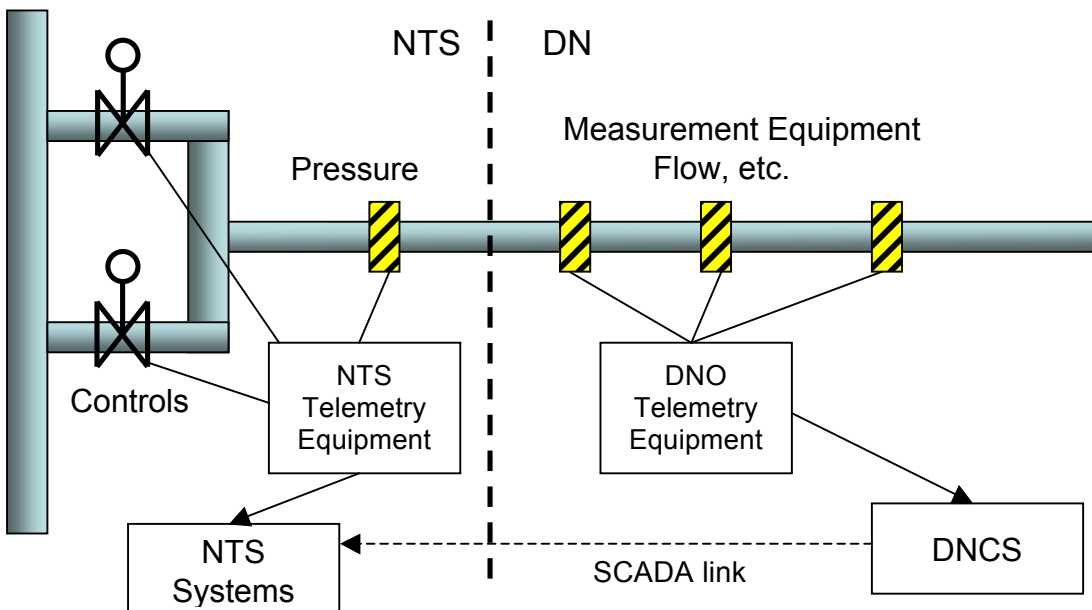 NTS
DN
Measurement Equipment
Flow, etc.
Pressure
Controls
NTS
Telemetry
Equipment
DNO
Telemetry
Equipment
NTS
Systems
SCADA link
DNCS